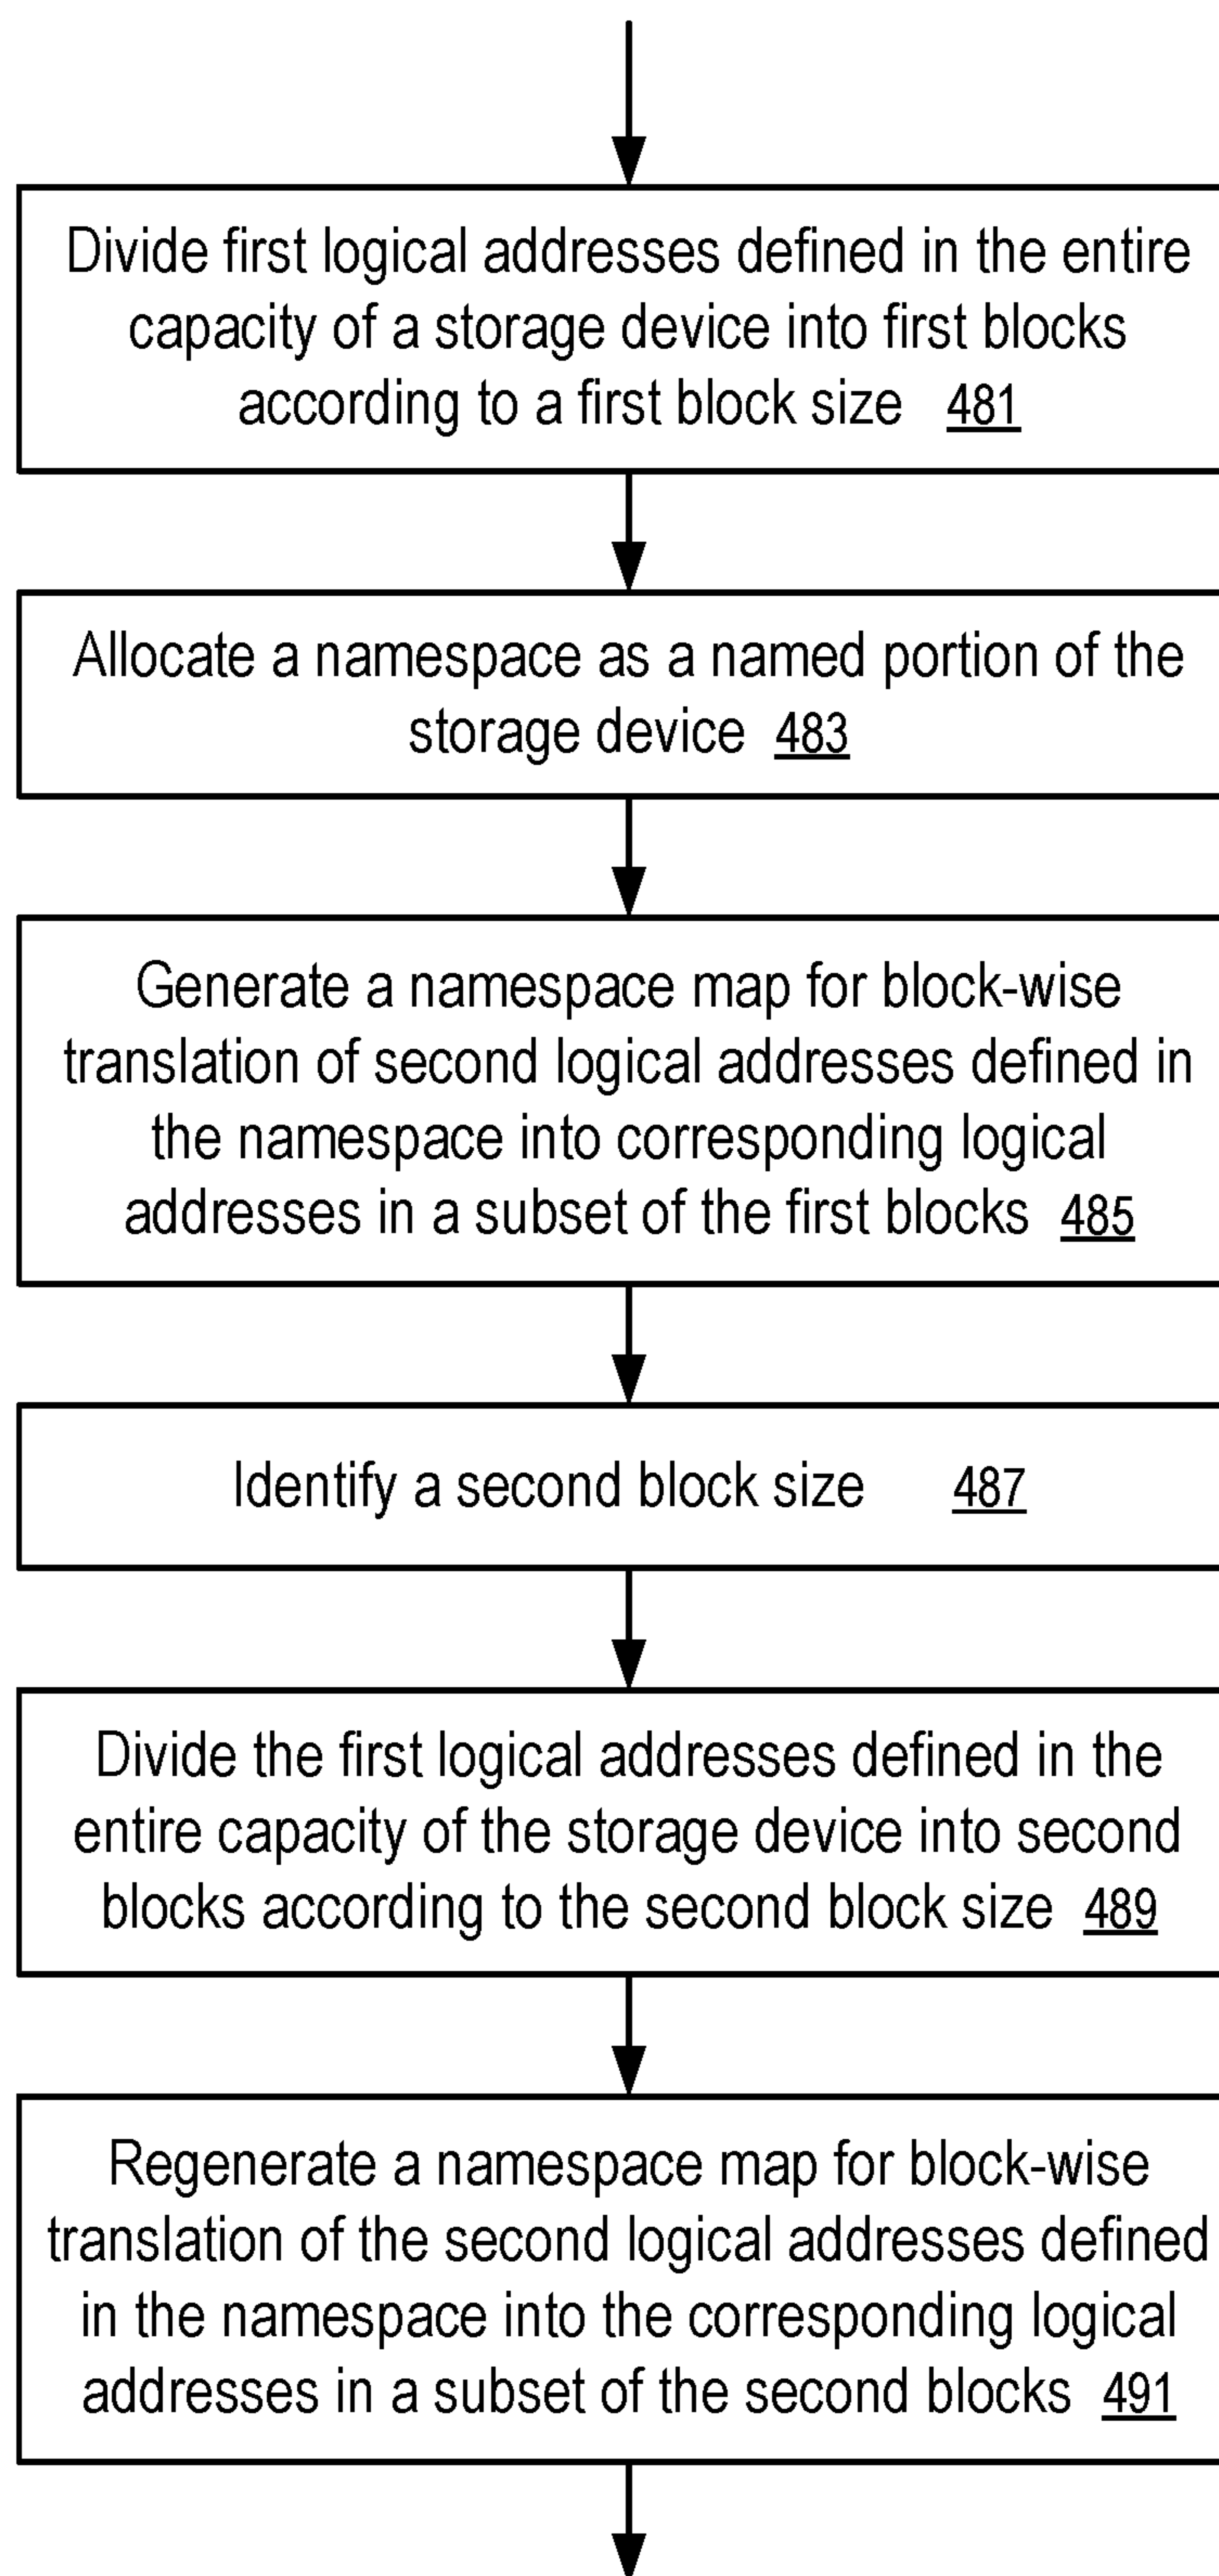 Divide first logical addresses defined in the entire
capacity of a storage device into first blocks
according to a first block size 481
Allocate a namespace as a named portion of the
storage device 483
Generate a namespace map for block-wise
translation of second logical addresses defined in
the namespace into corresponding logical
addresses in a subset of the first blocks 485
Identify a second block size 487
Divide the first logical addresses defined in the
entire capacity of the storage device into second
blocks according to the second block size 489
Regenerate a namespace map for block-wise
translation of the second logical addresses defined
in the namespace into the corresponding logical
addresses in a subset of the second blocks 491